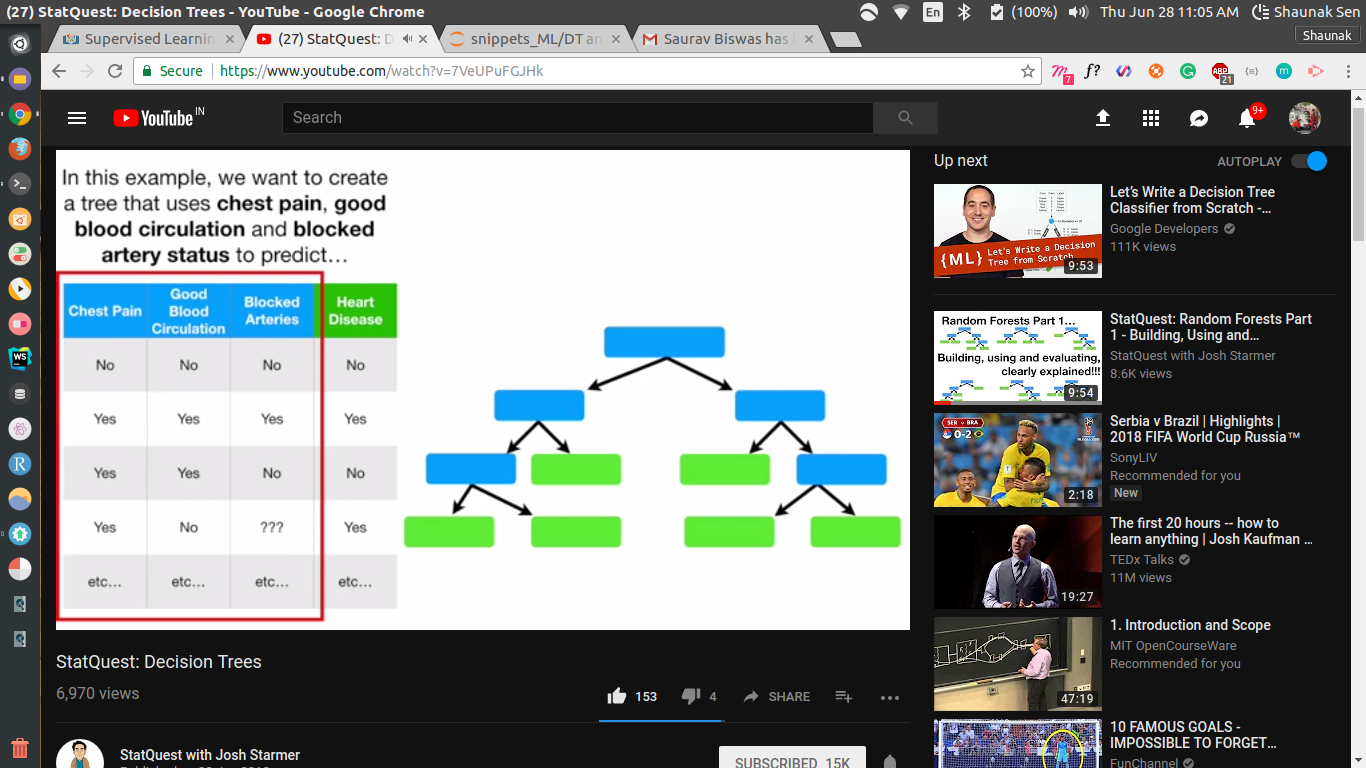 (27) StatQuest: Decision Trees - YouTube - Google Chrome
En
(100%)
Thu Jun 28 11:05 AM
Shaunak Sen
Supervised Learnin
(27) StatQuest: D
snippets_ML/DT an
Saurav Biswas has
Shaunak
Secure
https://www.youtube.com/watch?v=7VeUPuFGJHk
7
f?
ABP
21
m
YouTube IN
Search
9+
In this example, we want to create
a tree that uses chest pain, good
blood circulation and blocked
artery status to predict…
Chest Pain
Good Blood Circulation
Blocked Arteries
Heart Disease
No No No No
Yes Yes Yes Yes
Yes Yes No No
Yes No ??? Yes
etc… etc… etc… etc…
StatQuest: Decision Trees
6,970 views
153
4
SHARE
StatQuest with Josh Starmer
SUBSCRIBED 15K
Up next
AUTOPLAY
{ML} Let's Write a Decision
Tree from Scratch
9:53
Let's Write a Decision Tree
Classifier from Scratch -…
Google Developers
111K views
Random Forests Part 1…
Building, using and evaluating,
clearly explained!!!
9:54
StatQuest: Random Forests Part
1 - Building, Using and…
StatQuest with Josh Starmer
8.6K views
SER v BRA
0-2
2:18
Serbia v Brazil | Highlights |
2018 FIFA World Cup Russia™
SonyLIV
Recommended for you
New
19:27
The first 20 hours -- how to
learn anything | Josh Kaufman …
TEDx Talks
11M views
47:19
1. Introduction and Scope
MIT OpenCourseWare
Recommended for you
10 FAMOUS GOALS -
IMPOSSIBLE TO FORGET…
FunChannel
WS
R